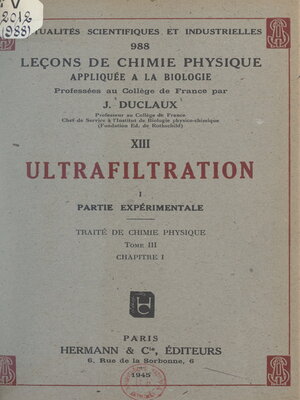 V
2012
(988)
ACTUALITÉS SCIENTIFIQUES ET INDUSTRIELLES
988
LEÇONS DE CHIMIE PHYSIQUE
APPLIQUÉE A LA BIOLOGIE
Professées au Collège de France par
J. DUCLAUX
Professeur au Collège de France
Chef de Service à l'Institut de Biologie physico-chimique
(Fondation Ed. de Rothschild)
XIII
ULTRAFILTRATION
I
PARTIE EXPÉRIMENTALE
TRAITÉ DE CHIMIE PHYSIQUE
TOME III
CHAPITRE I
HC
PARIS
HERMANN & Cie, ÉDITEURS
6, Rue de la Sorbonne, 6
1945